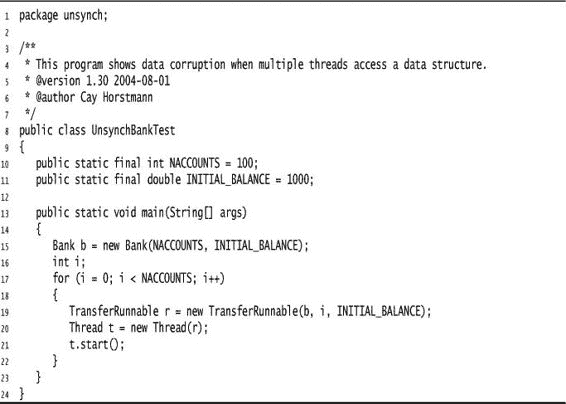 1 package unsynch;
2
3 /**
4  * This program shows data corruption when multiple threads access a data structure.
5  * @version 1.30 2004-08-01
6  * @author Cay Horstmann
7  */
8 public class UnsynchBankTest
9 {
10    public static final int NACCOUNTS = 100;
11    public static final double INITIAL_BALANCE = 1000;
12
13    public static void main(String[] args)
14    {
15       Bank b = new Bank(NACCOUNTS, INITIAL_BALANCE);
16       int i;
17       for (i = 0; i < NACCOUNTS; i++)
18       {
19          TransferRunnable r = new TransferRunnable(b, i, INITIAL_BALANCE);
20          Thread t = new Thread(r);
21          t.start();
22       }
23    }
24 }